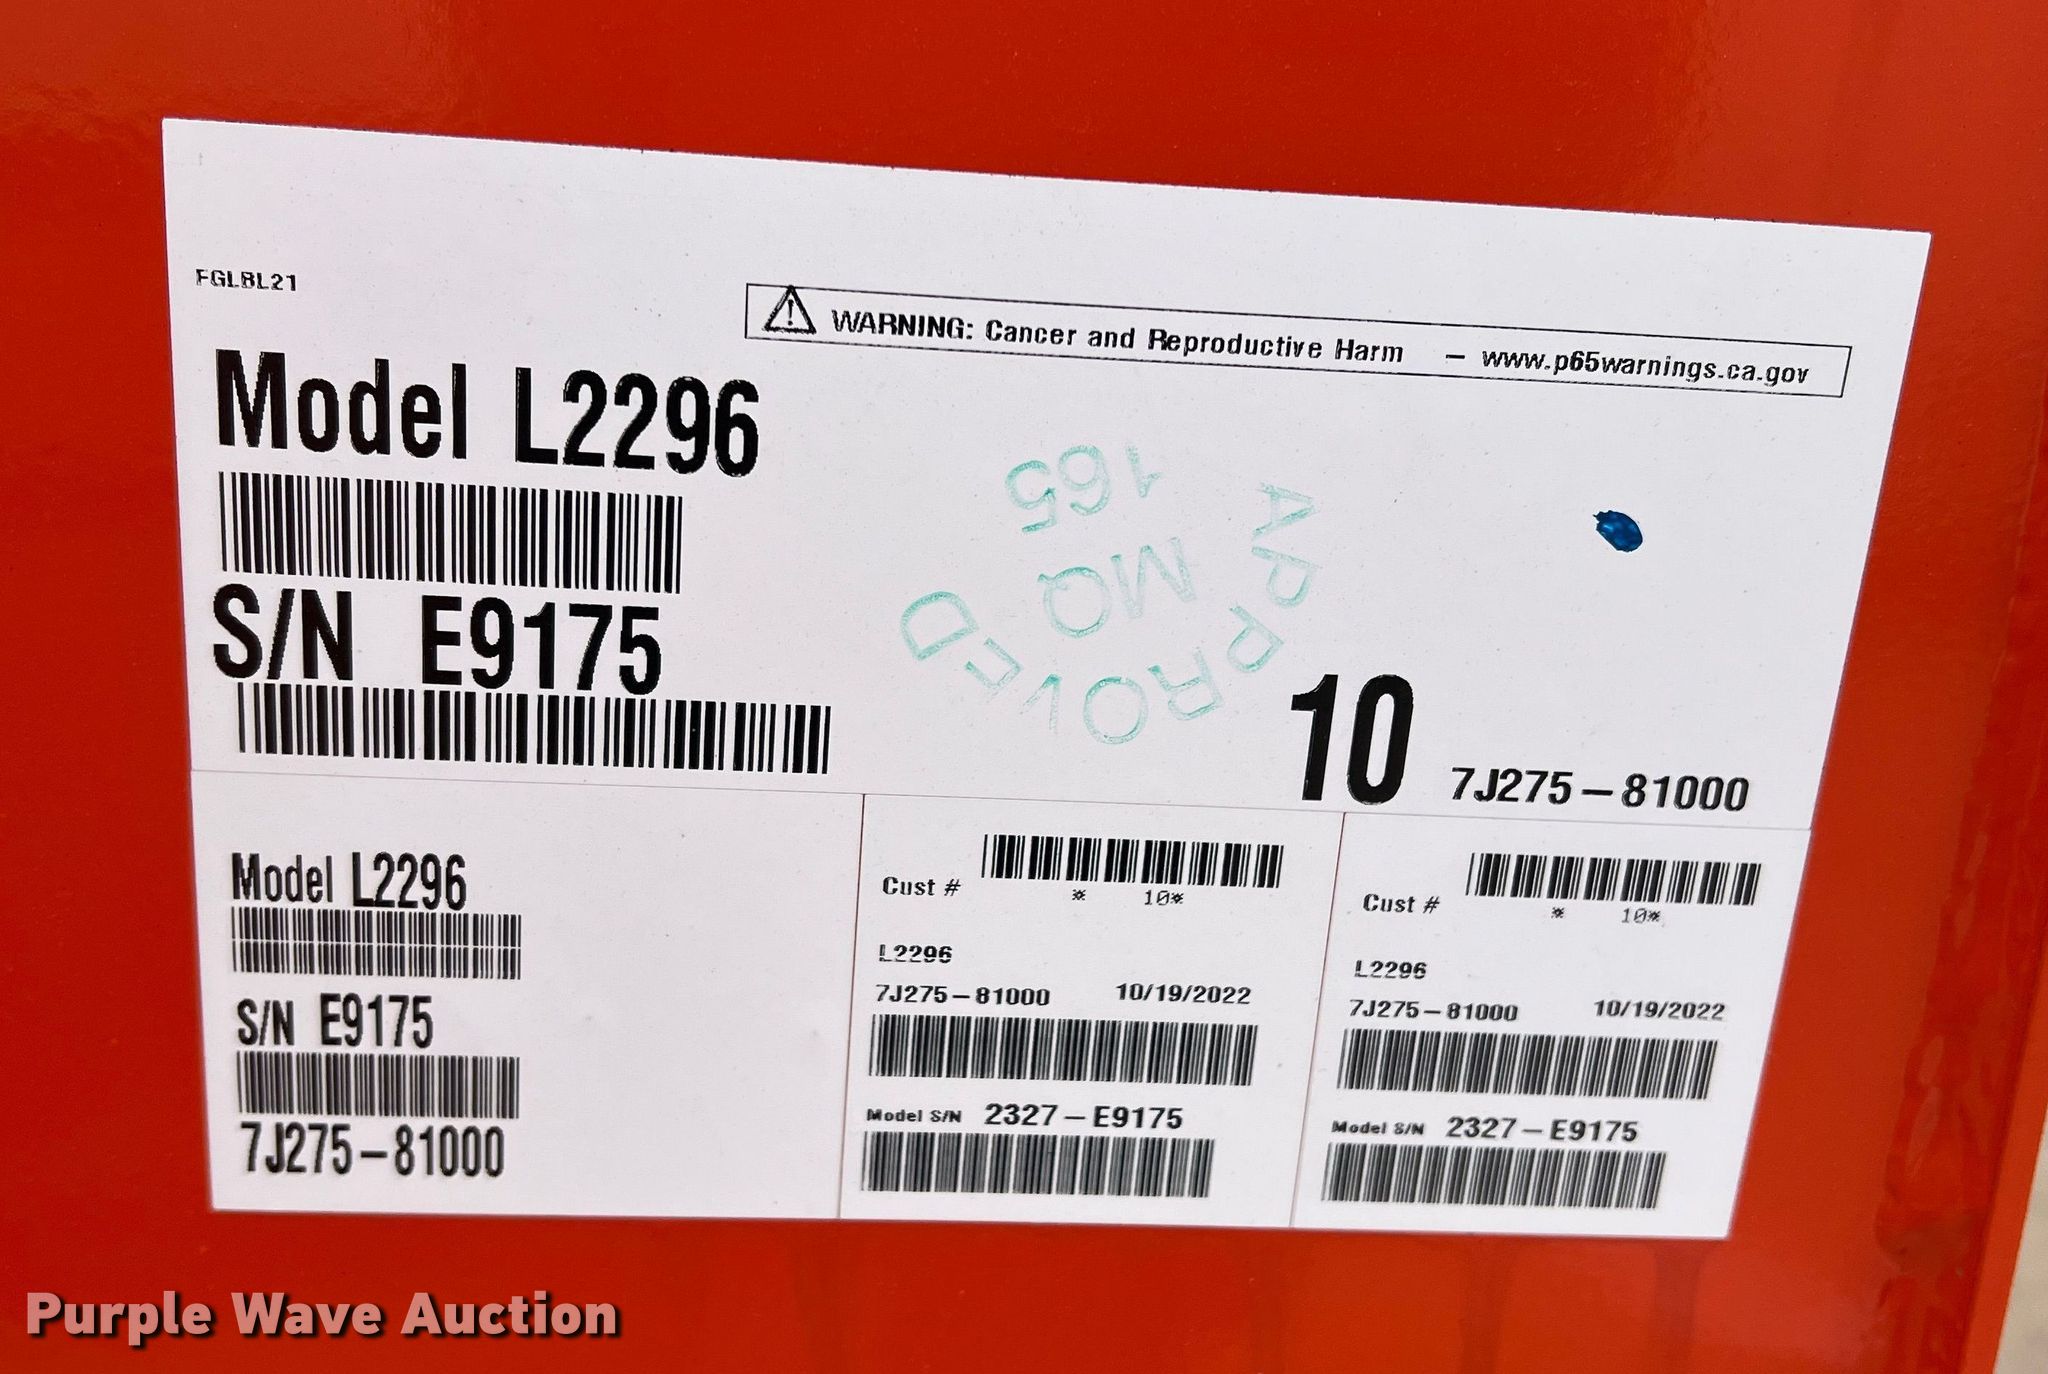 FGLBL21
WARNING: Cancer and Reproductive Harm – www.p65warnings.ca.gov
Model L2296
S/N E9175
165
MQ
APPROVED
10 7J275-81000
Model L2296
S/N E9175
7J275-81000
Cust #
* 10*
L2296
7J275-81000 10/19/2022
Model S/N 2327-E9175
Cust #
* 10*
L2296
7J275-81000 10/19/2022
Model S/N 2327-E9175
Purple Wave Auction